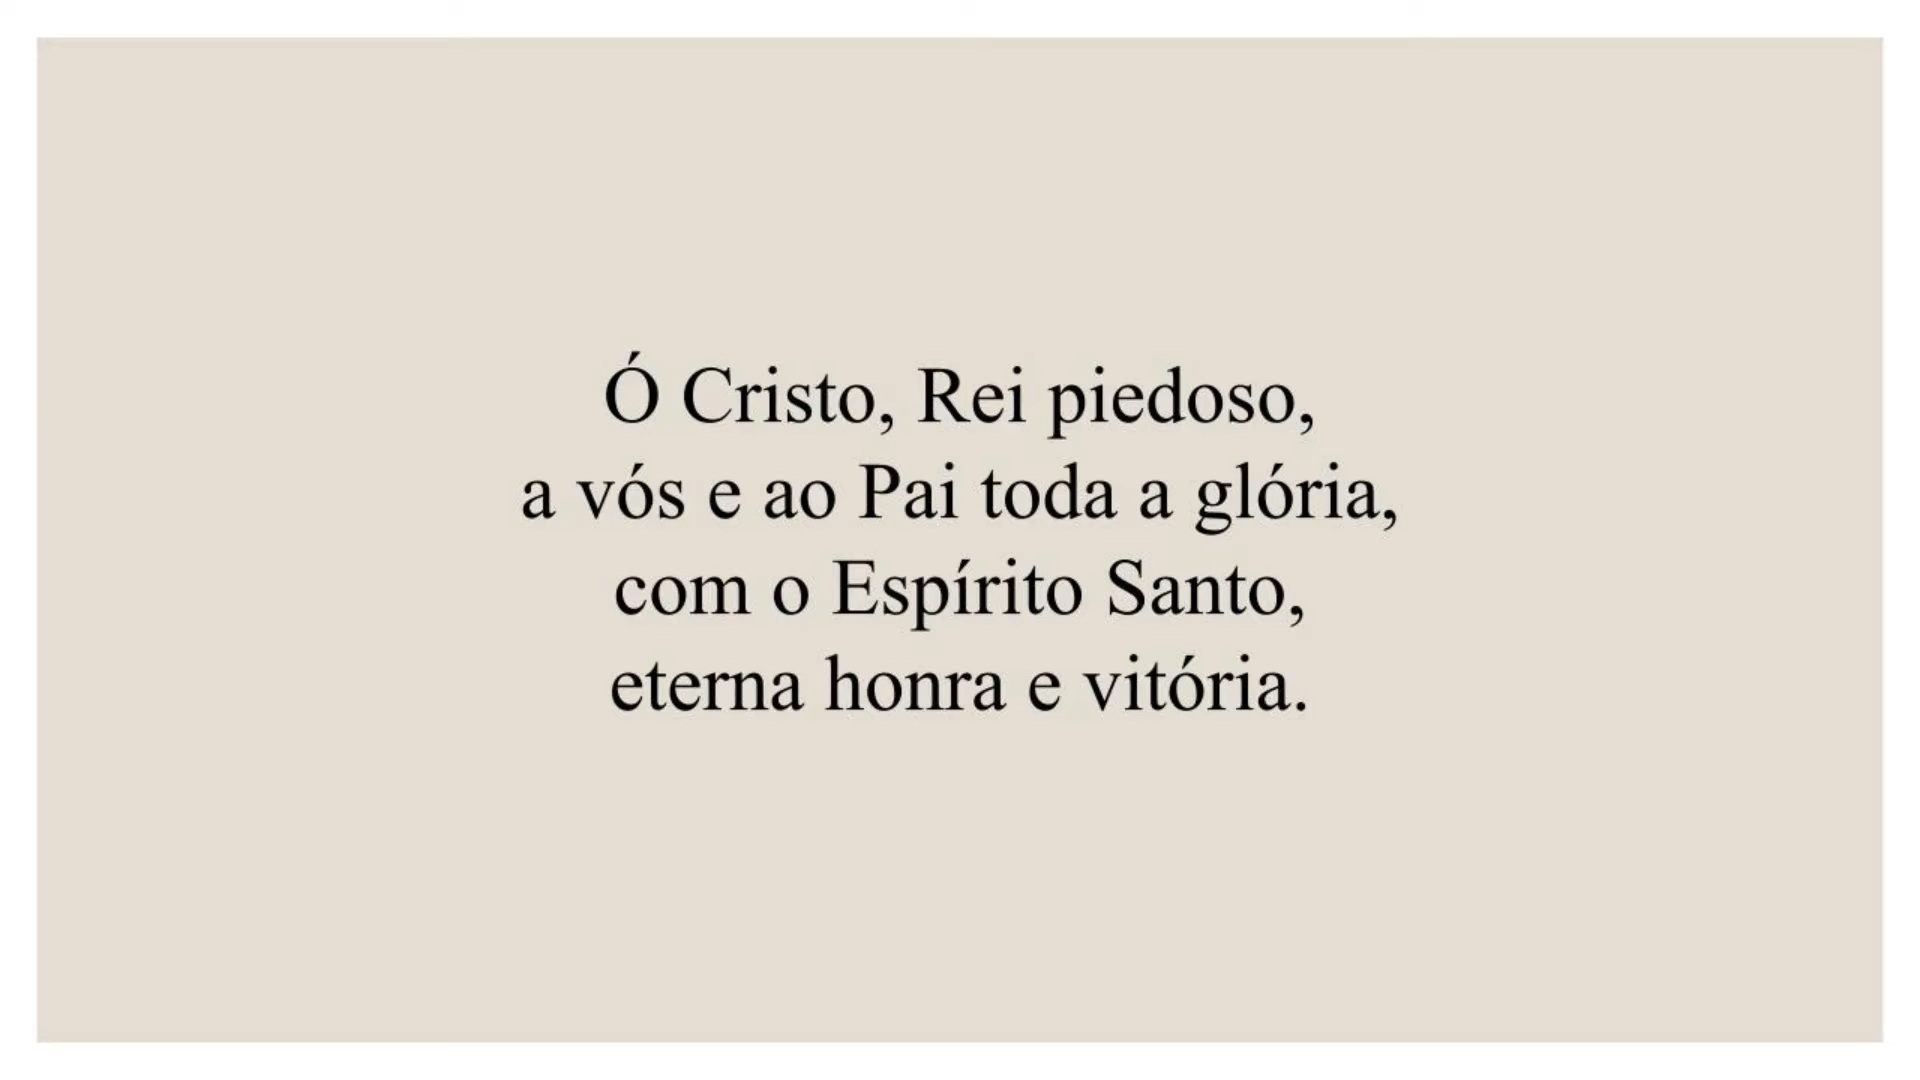 Ó Cristo, Rei piedoso,
a vós e ao Pai toda a glória,
com o Espírito Santo,
eterna honra e vitória.